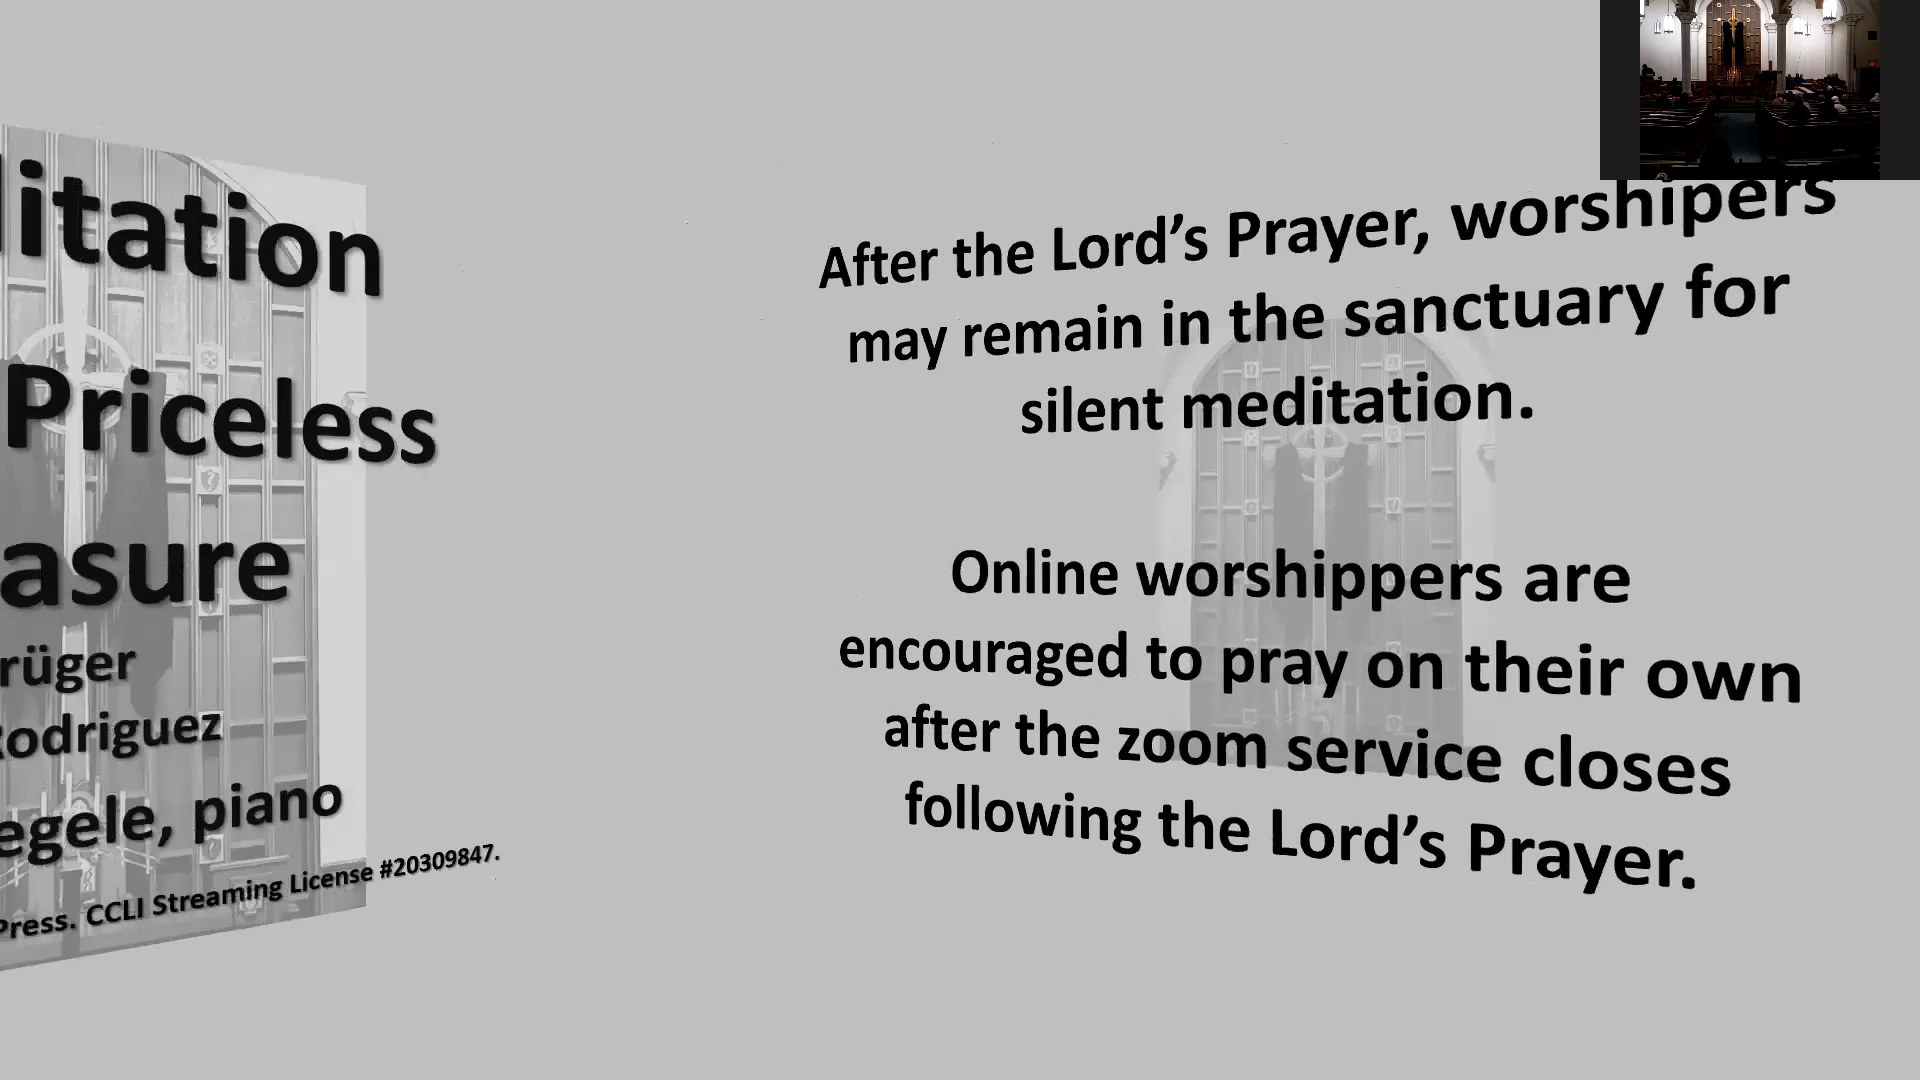 Priceless
rüger
Rodriguez
egele, piano
Press. CCLI Streaming License #20309847.
After the Lord’s Prayer, worshipers
may remain in the sanctuary for
silent meditation.
Online worshippers are
encouraged to pray on their own
after the zoom service closes
following the Lord’s Prayer.